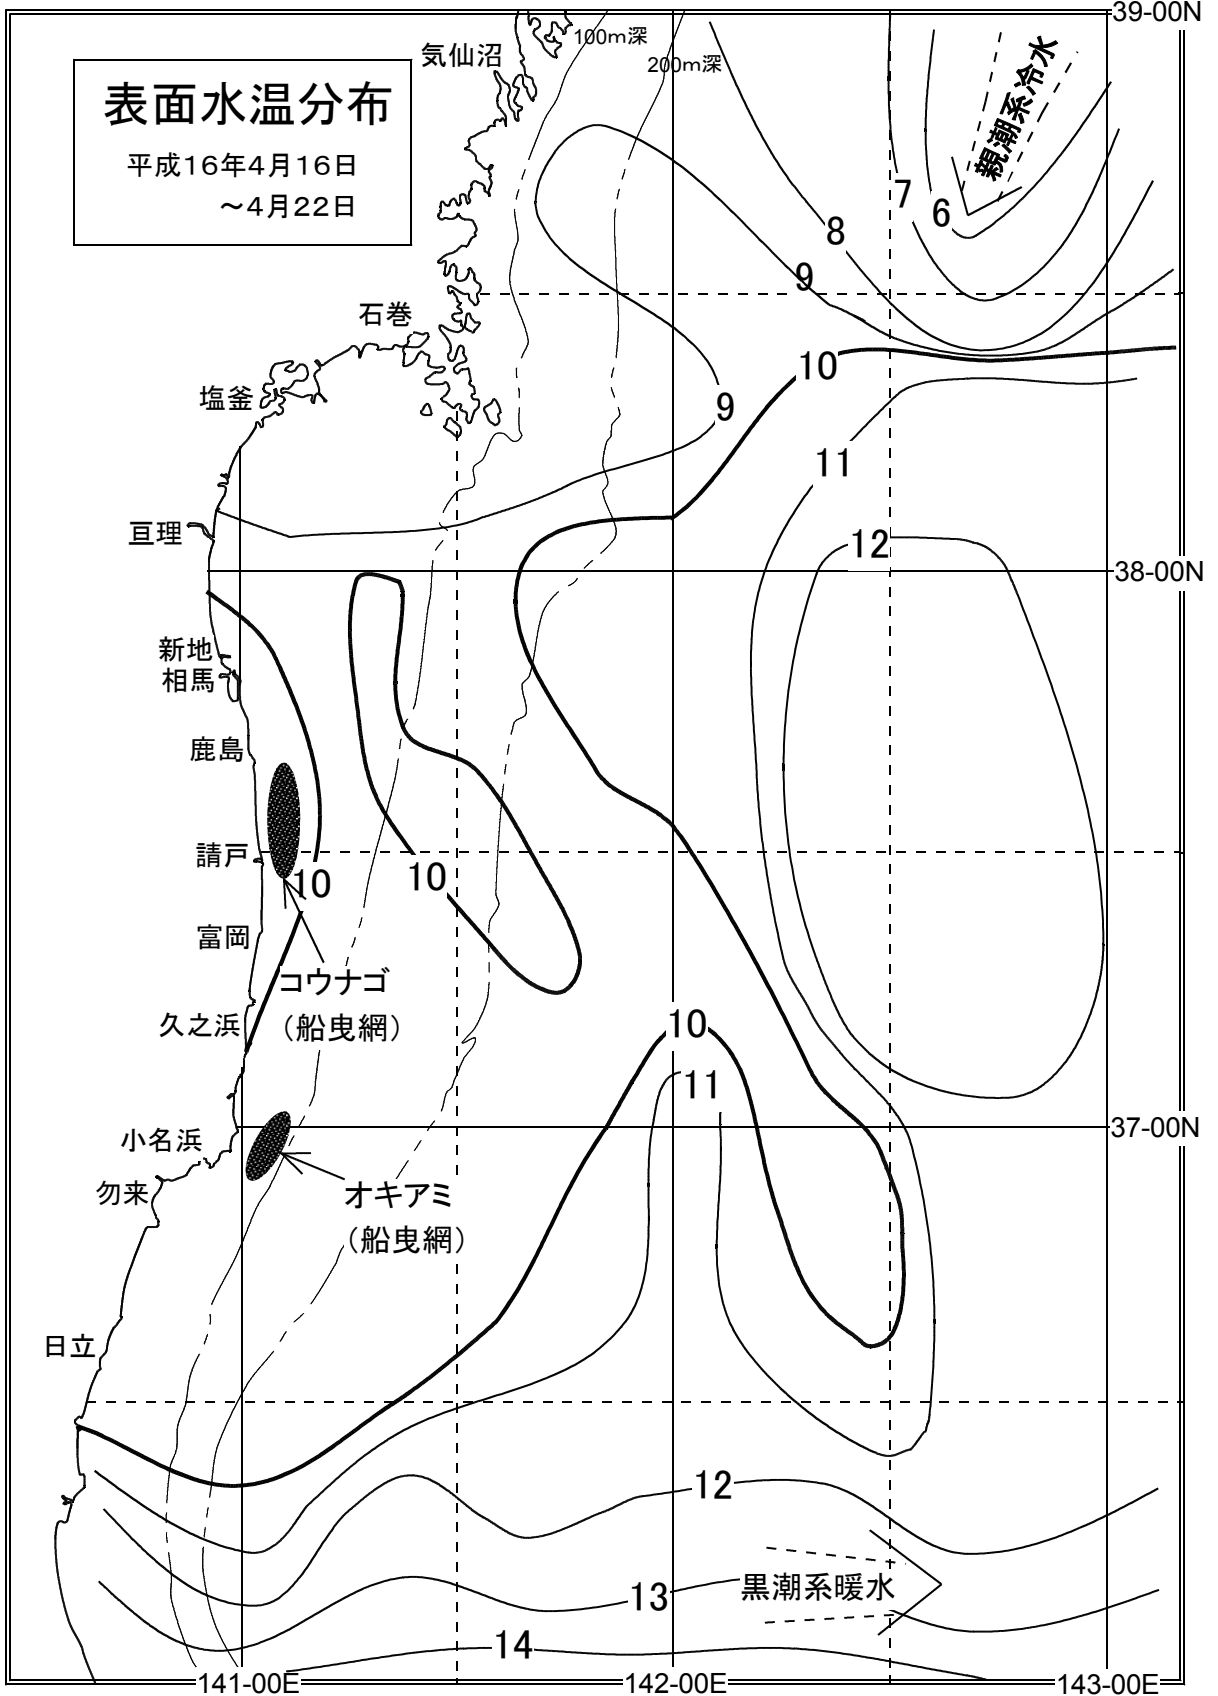 39-00N
100m深
気仙沼
200m深
親潮系冷水
表面水温分布
平成16年4月16日
～4月22日
7
6
8
9
石巻
10
塩釜
9
11
亘理
12
38-00N
新地
相馬
鹿島
請戸
10
10
富岡
コウナゴ
（船曳網）
久之浜
10
11
37-00N
小名浜
勿来
オキアミ
（船曳網）
日立
12
黒潮系暖水
13
14
141-00E
142-00E
143-00E